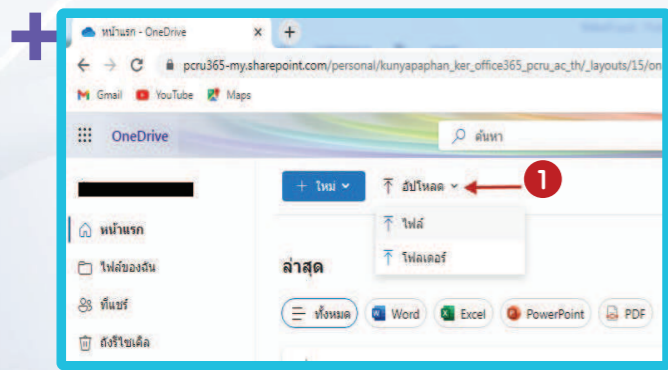 หน้าแรก - OneDrive
pcru365-my.sharepoint.com/personal/kunyapaphan_ker_office365_pcru_ac_th/_layouts/15/on
Gmail YouTube Maps
OneDrive
ค้นหา
+ ใหม่
อัปโหลด
1
ไฟล์
โฟลเดอร์
หน้าแรก
ไฟล์ของฉัน
ที่แชร์
ถังรีไซเคิล
ล่าสุด
ทั้งหมด Word Excel PowerPoint PDF